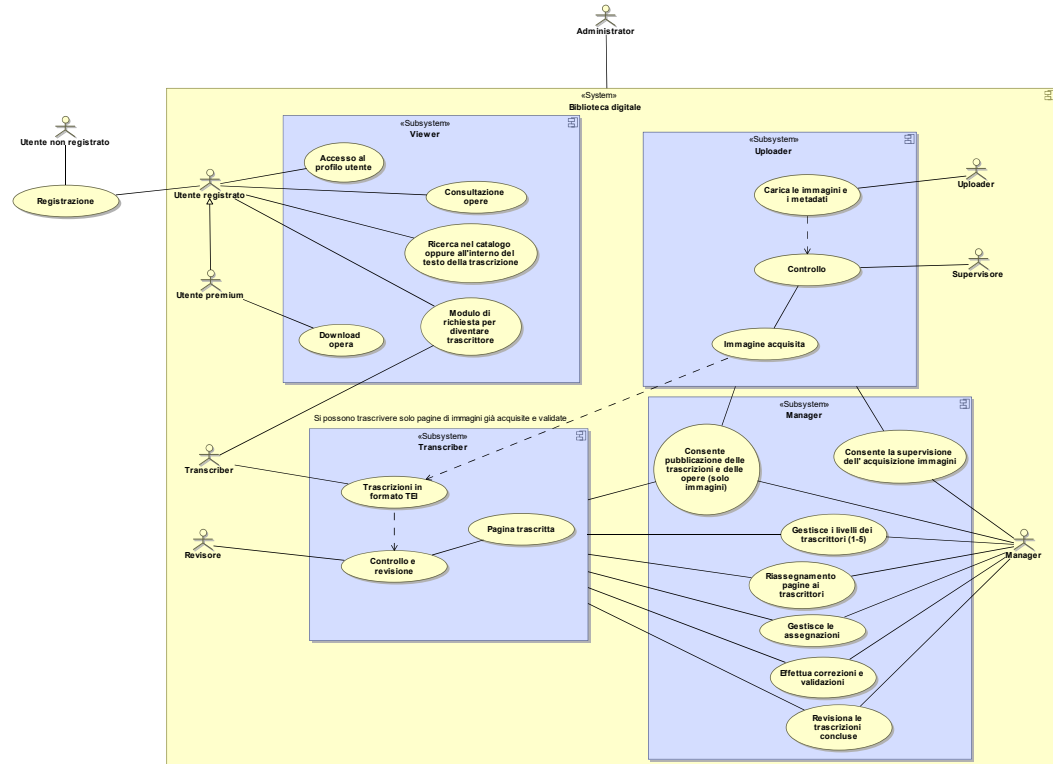 Administrator
«System»
Biblioteca digitale
Utente non registrato
Registrazione
Utente registrato
Utente premium
«Subsystem»
Viewer
Accesso al
profilo utente
Consultazione
opere
Ricerca nel catalogo
oppure all'interno del
testo della trascrizione
Modulo di
richiesta per
diventare
trascrittore
Download
opera
«Subsystem»
Uploader
Carica le immagini e
i metadati
Controllo
Immagine acquisita
Uploader
Supervisore
Si possono trascrivere solo pagine di immagini già acquisite e validate
Transcriber
Revisore
«Subsystem»
Transcriber
Trascrizioni in
formato TEI
Pagina trascritta
Controllo e
revisione
«Subsystem»
Manager
Consente
pubblicazione delle
trascrizioni e delle
opere (solo
immagini)
Consente la supervisione
dell' acquisizione immagini
Gestisce i livelli dei
trascrittori (1-5)
Riassegnamento
pagine ai
trascrittori
Gestisce le
assegnazioni
Effettua correzioni e
validazioni
Revisiona le
trascrizioni
concluse
Manager